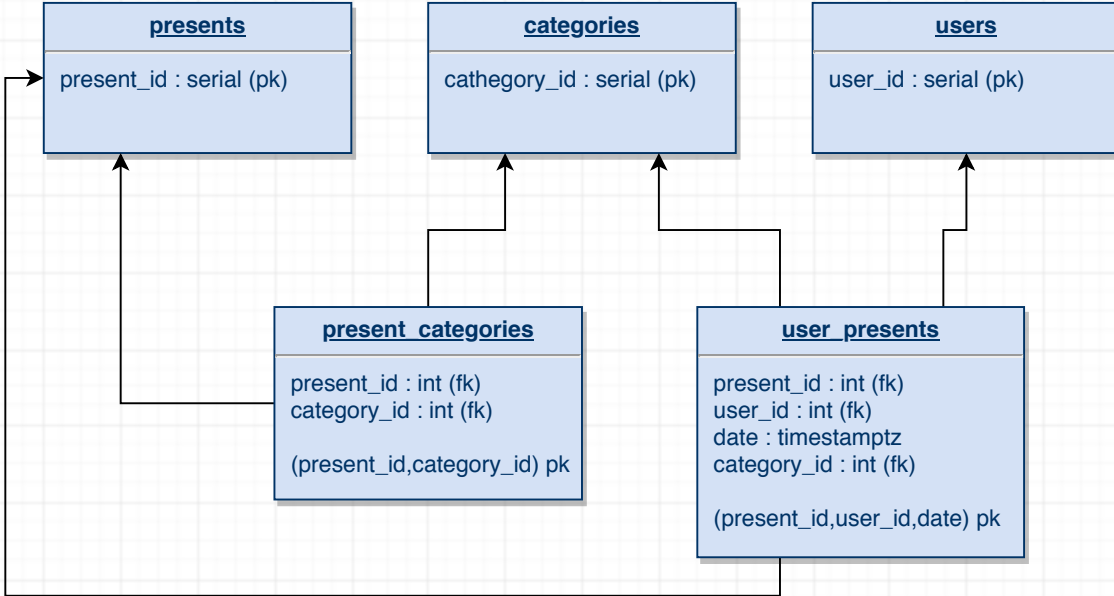 presents
present_id : serial (pk)
categories
cathegory_id : serial (pk)
users
user_id : serial (pk)
present_categories
present_id : int (fk)
category_id : int (fk)
(present_id,category_id) pk
user_presents
present_id : int (fk)
user_id : int (fk)
date : timestamptz
category_id : int (fk)
(present_id,user_id,date) pk